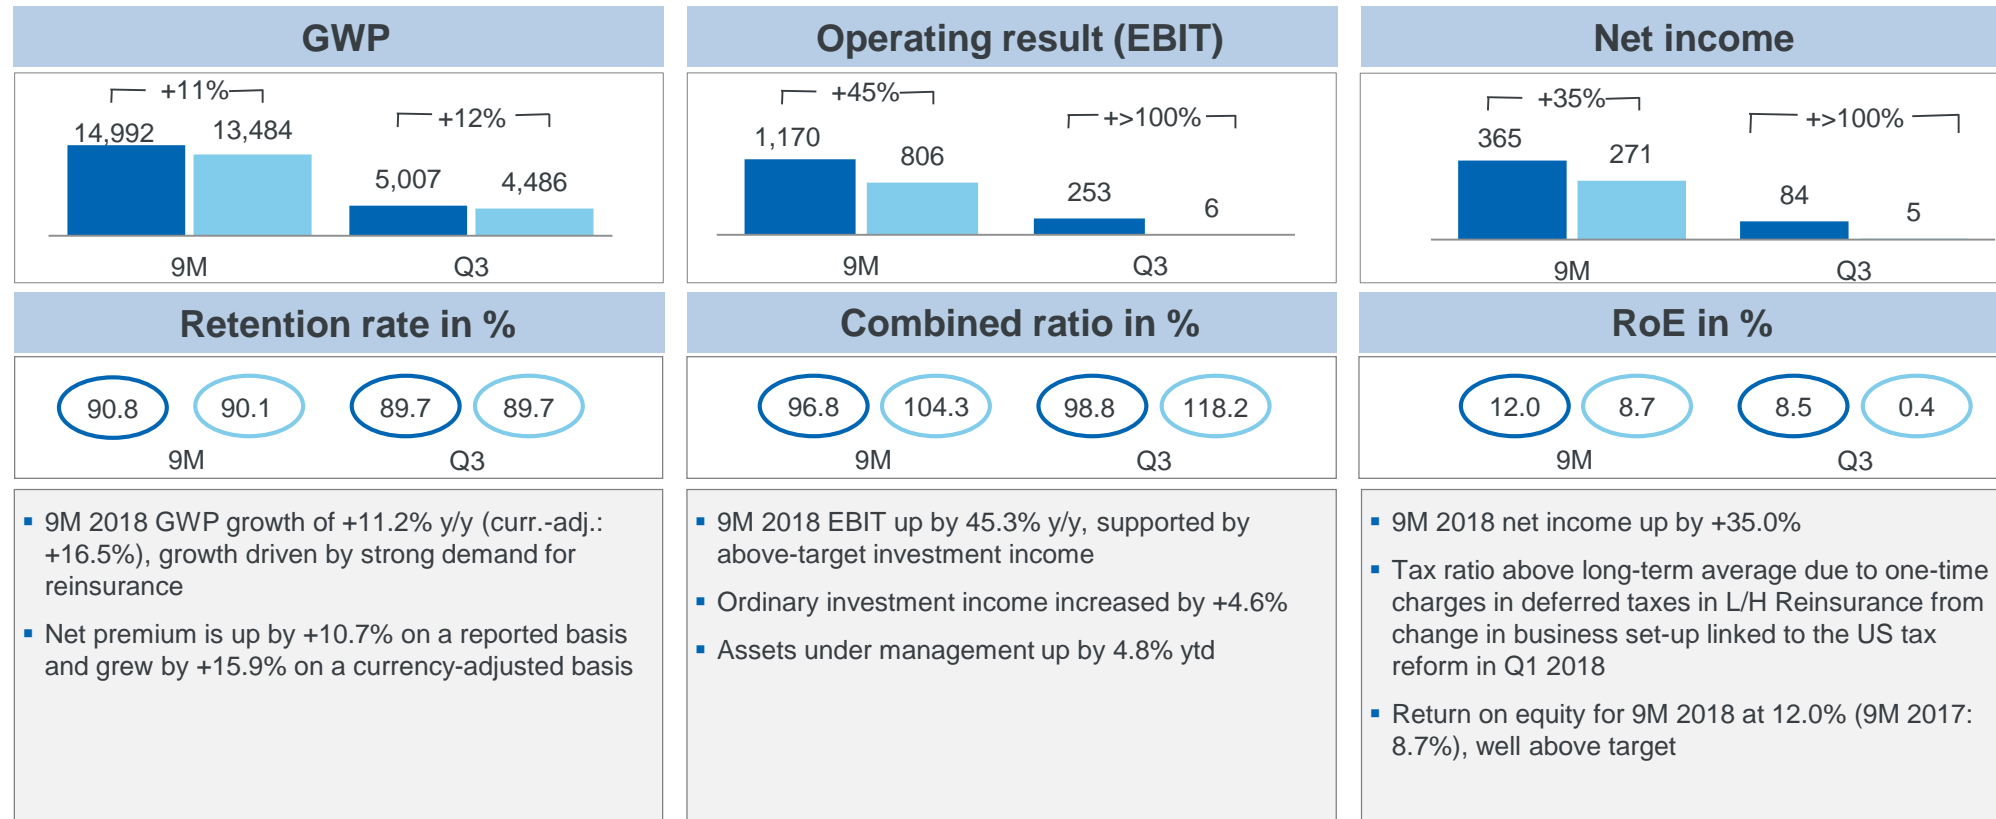 GWP
+11%
+12%
14,992
13,484
5,007
4,486
9M
Q3
Operating result (EBIT)
+45%
+>100%
1,170
806
253
6
9M
Q3
Net income
+35%
+>100%
365
271
84
5
9M
Q3
Retention rate in %
90.8
90.1
89.7
89.7
9M
Q3
Combined ratio in %
96.8
104.3
98.8
118.2
9M
Q3
RoE in %
12.0
8.7
8.5
0.4
9M
Q3
▪ 9M 2018 GWP growth of +11.2% y/y (curr.-adj.:
+16.5%), growth driven by strong demand for
reinsurance
▪ Net premium is up by +10.7% on a reported basis
and grew by +15.9% on a currency-adjusted basis
▪ 9M 2018 EBIT up by 45.3% y/y, supported by
above-target investment income
▪ Ordinary investment income increased by +4.6%
▪ Assets under management up by 4.8% ytd
▪ 9M 2018 net income up by +35.0%
▪ Tax ratio above long-term average due to one-time
charges in deferred taxes in L/H Reinsurance from
change in business set-up linked to the US tax
reform in Q1 2018
▪ Return on equity for 9M 2018 at 12.0% (9M 2017:
8.7%), well above target